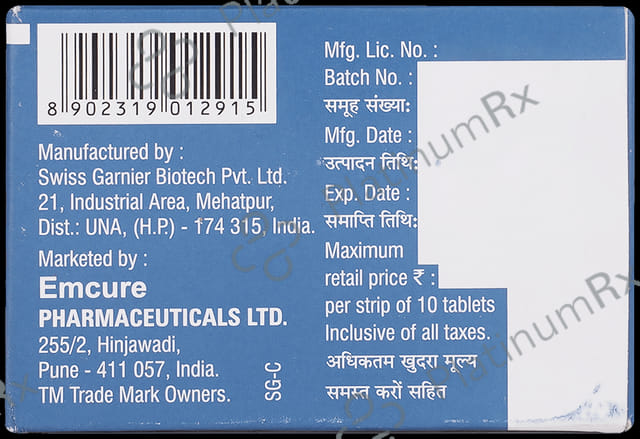 8 902319 012915
Manufactured by :
Swiss Garnier Biotech Pvt. Ltd.
21, Industrial Area, Mehatpur,
Dist.: UNA, (H.P.) - 174 315, India.
Marketed by :
Emcure
PHARMACEUTICALS LTD.
255/2, Hinjawadi,
Pune - 411 057, India.
TM Trade Mark Owners.
SG-C
Mfg. Lic. No. :
Batch No. :
समूह संख्या:
Mfg. Date :
उत्पादन तिथि:
Exp. Date :
समाप्ति तिथि:
Maximum
retail price ₹ :
per strip of 10 tablets
Inclusive of all taxes.
अधिकतम खुदरा मूल्य
समस्त करों सहित
PlatinumRx
PlatinumRx